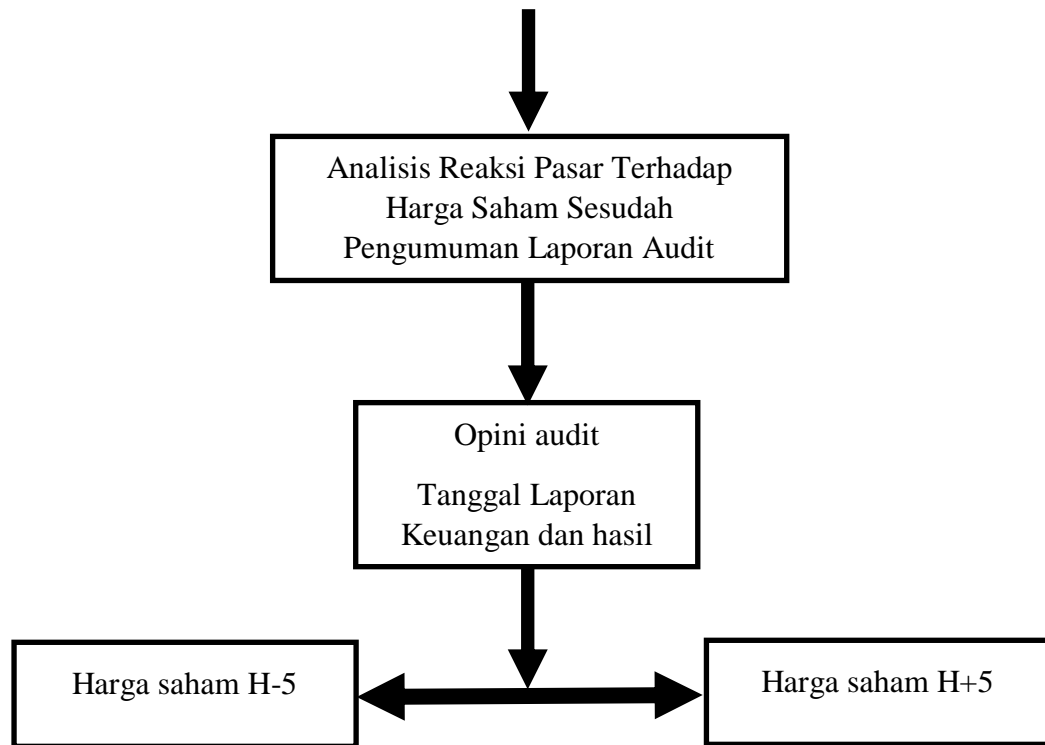 Analisis Reaksi Pasar Terhadap
Harga Saham Sesudah
Pengumuman Laporan Audit
Opini audit
Tanggal Laporan
Keuangan dan hasil
Harga saham H-5
Harga saham H+5